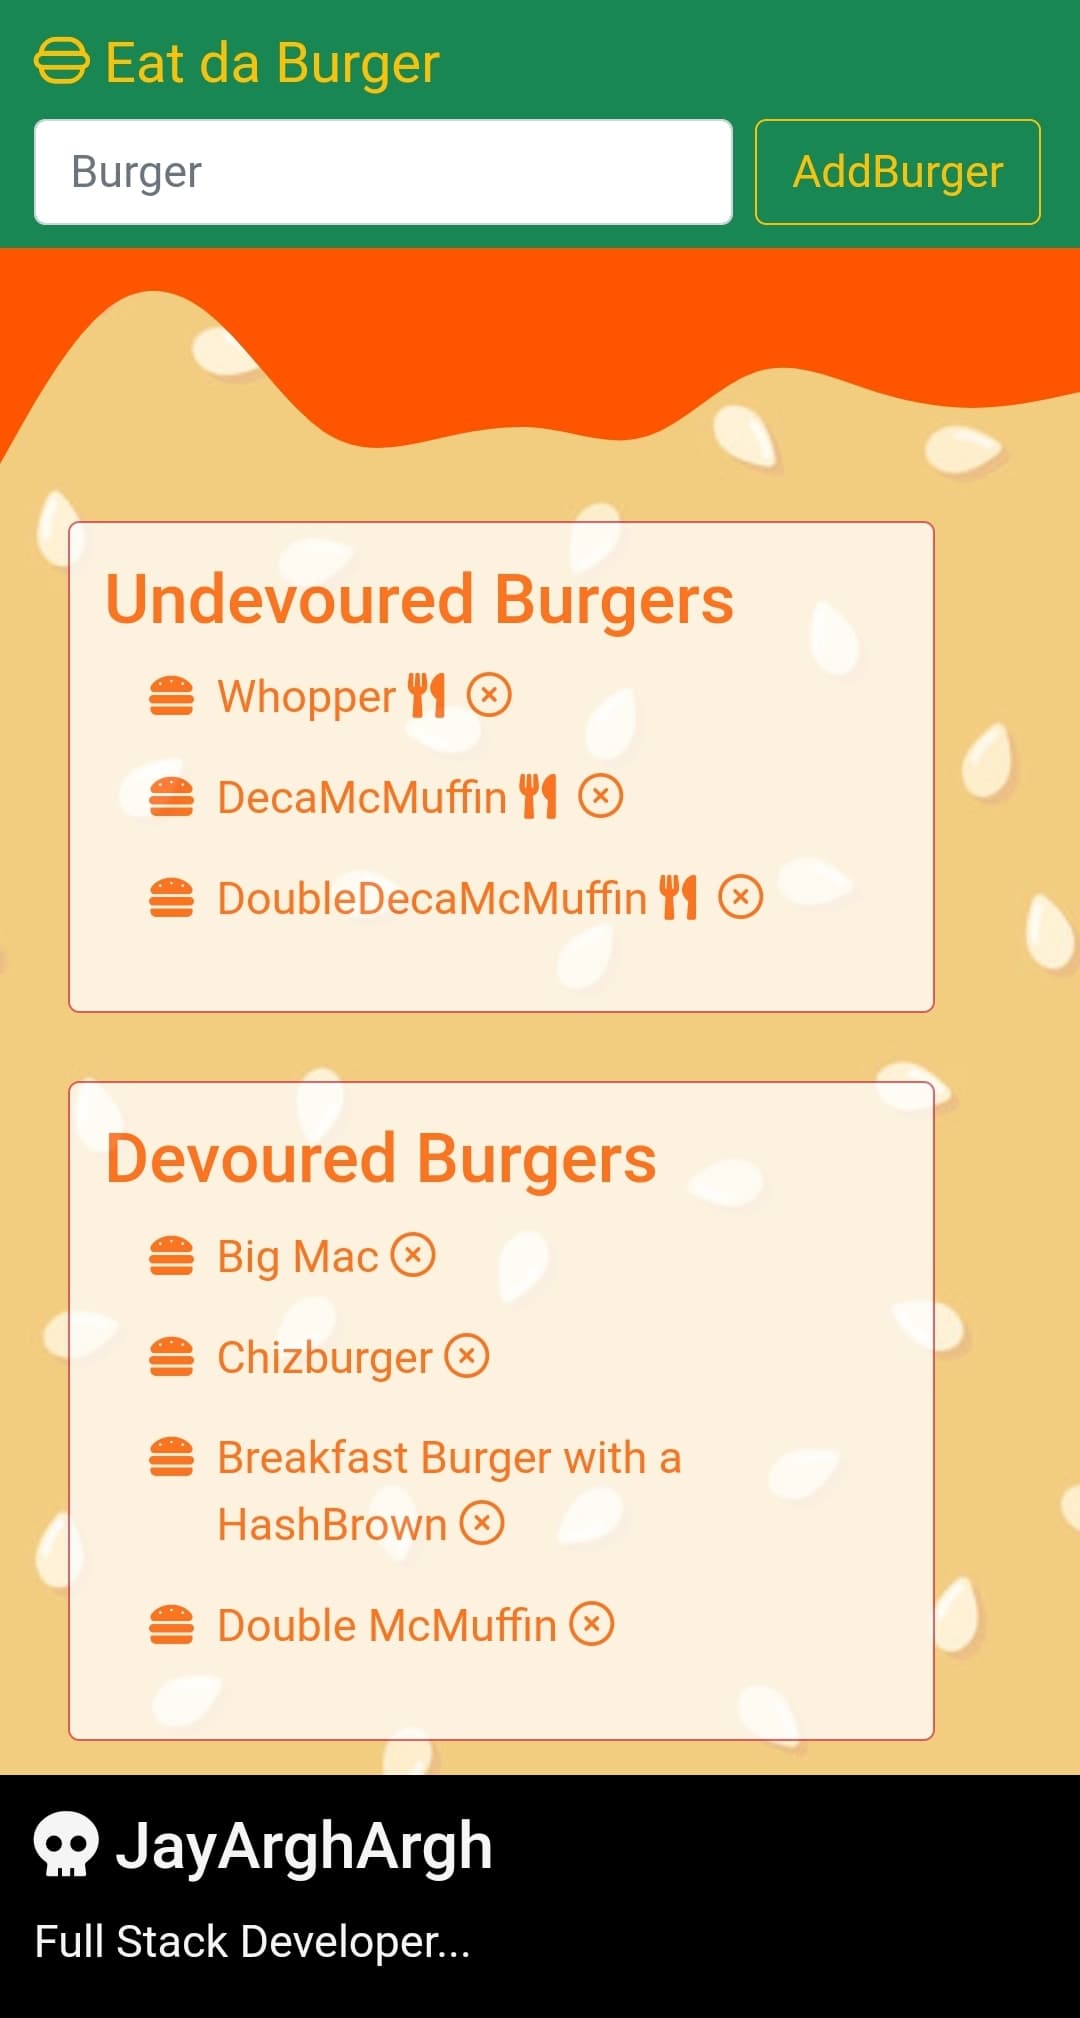 Eat da Burger
Burger
AddBurger
Undevoured Burgers
Whopper
DecaMcMuffin
DoubleDecaMcMuffin
Devoured Burgers
Big Mac
Chizburger
Breakfast Burger with a
HashBrown
Double McMuffin
JayArghArgh
Full Stack Developer...